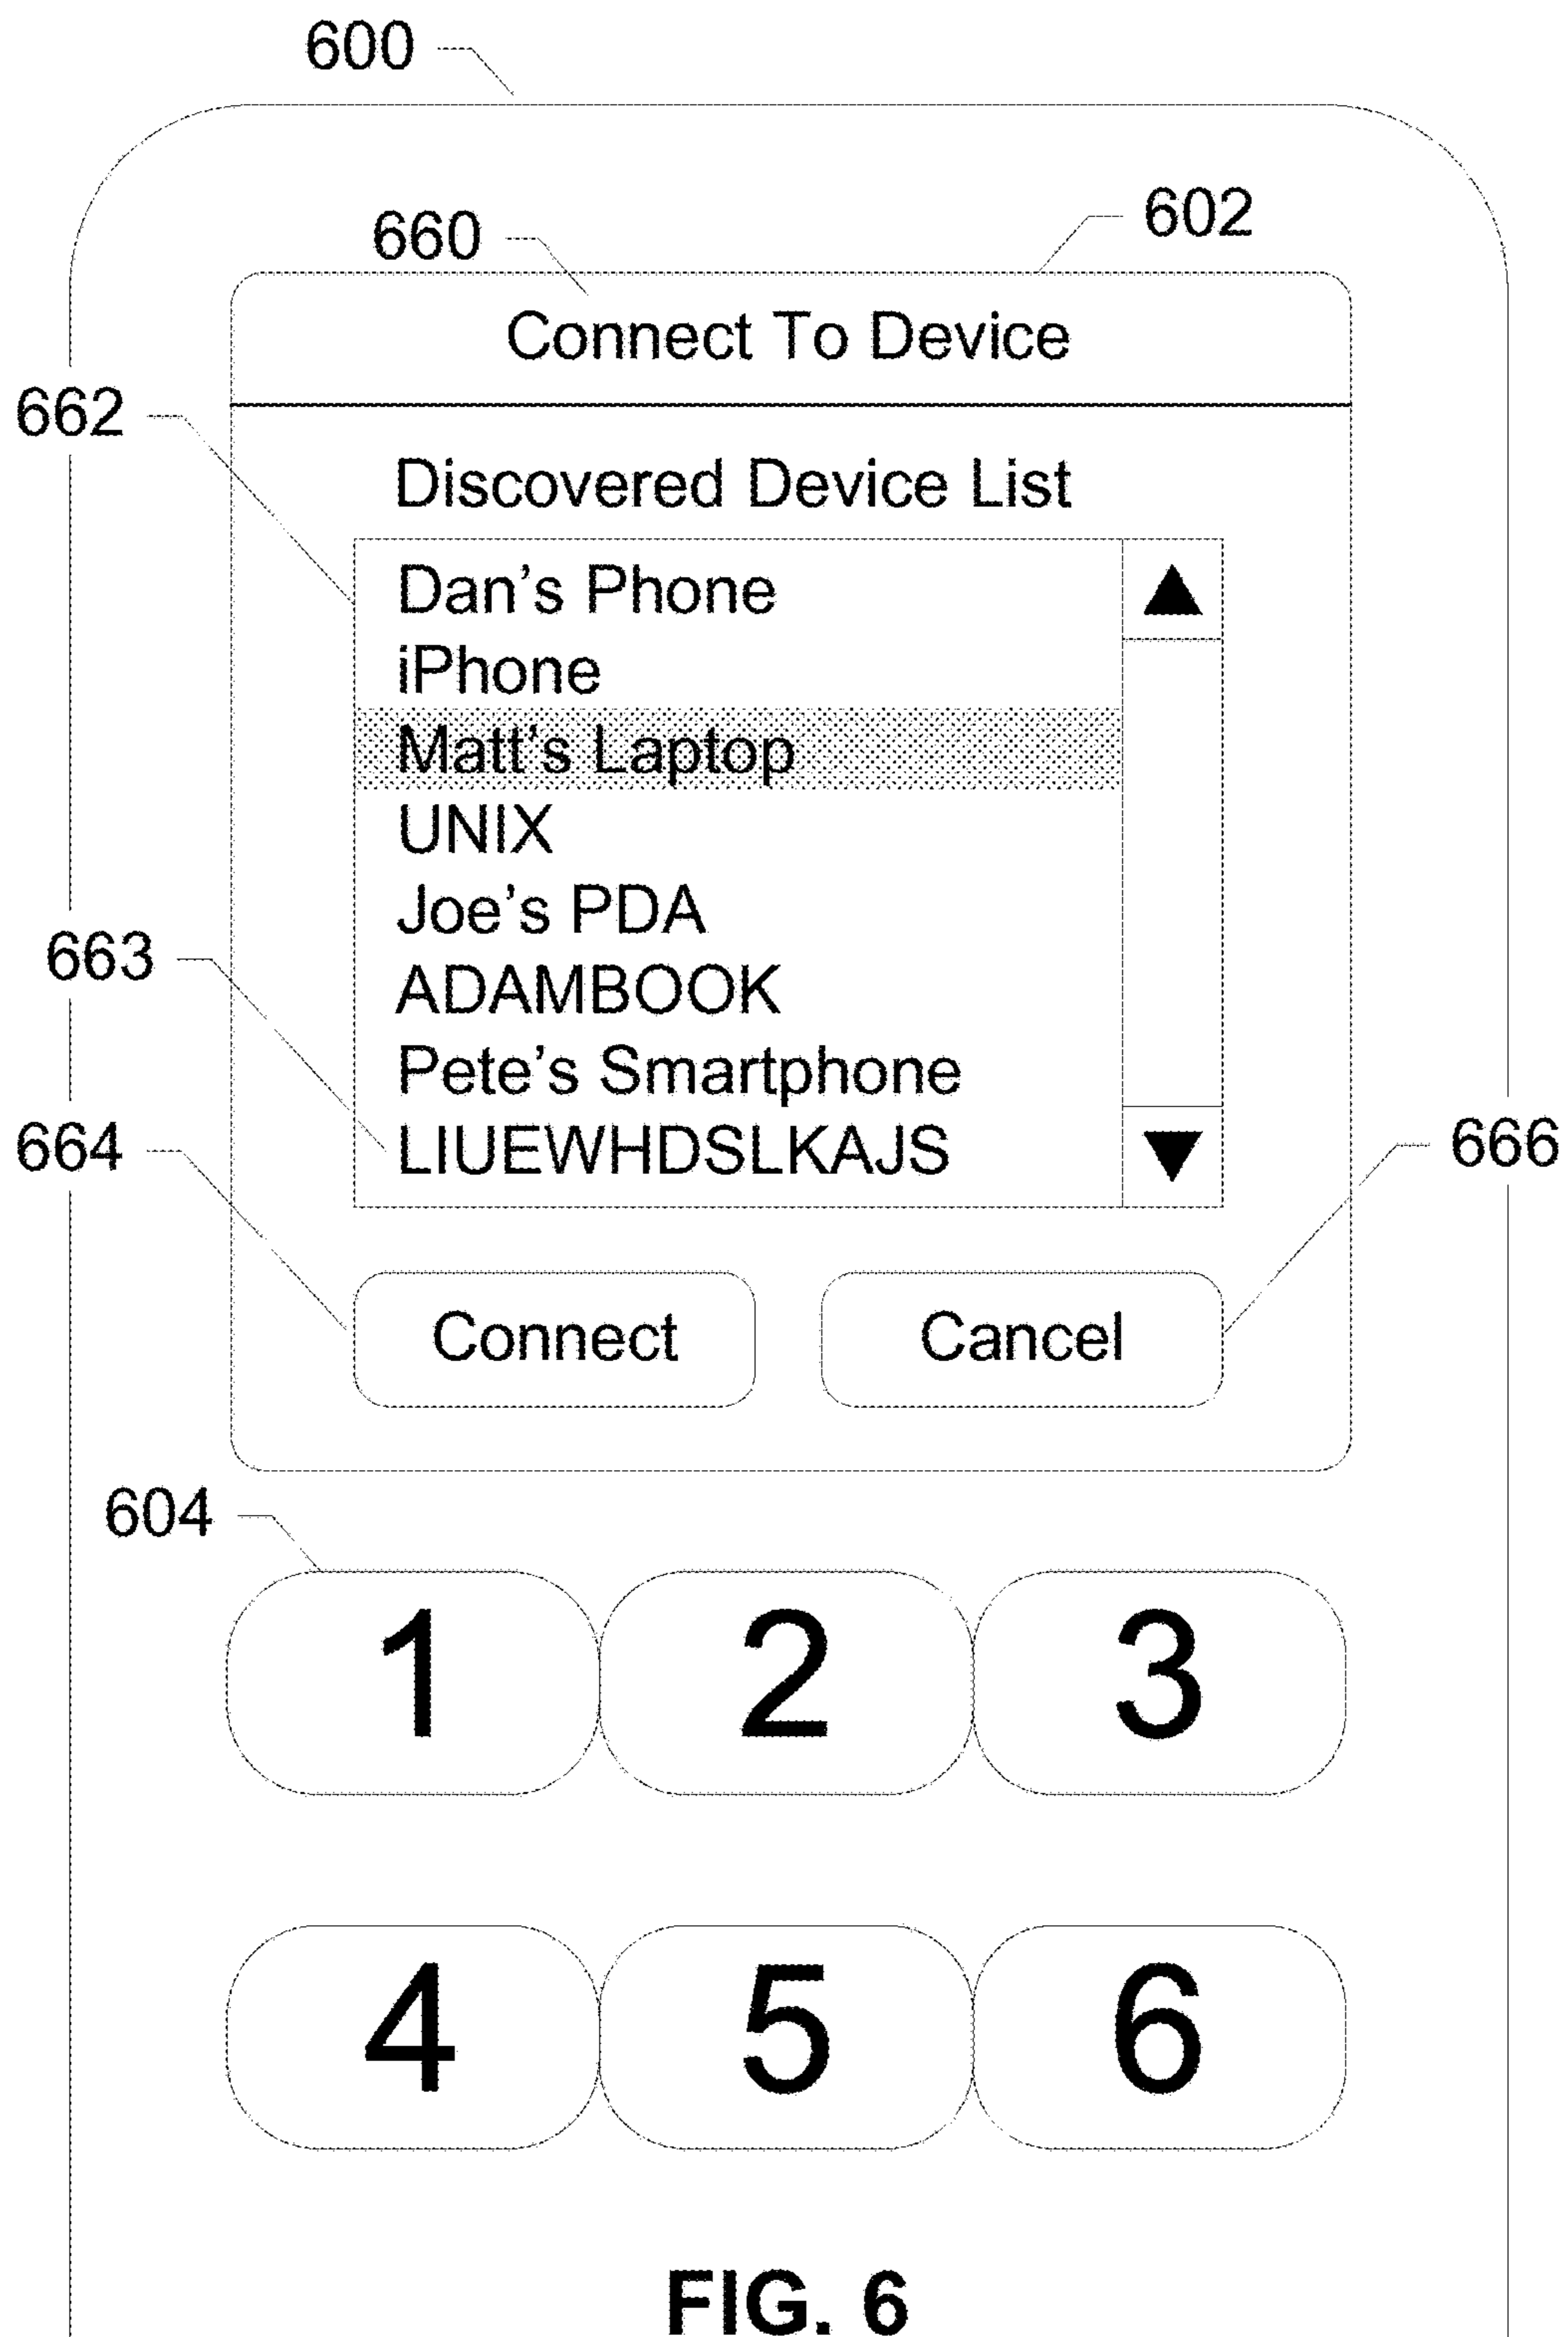 600
660
602
Connect To Device
662
Discovered Device List
Dan's Phone
iPhone
Matt's Laptop
UNIX
Joe's PDA
663
ADAMBOOK
Pete's Smartphone
664
LIUEWHDSLKAJS
666
Connect
Cancel
604
1 2 3
4 5 6
FIG. 6